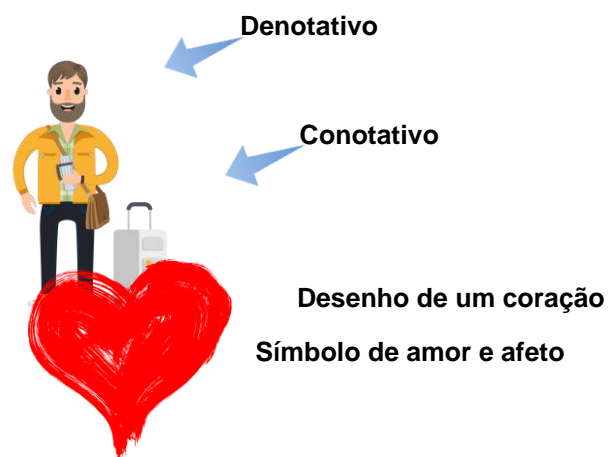 Denotativo
Conotativo
Desenho de um coração
Símbolo de amor e afeto